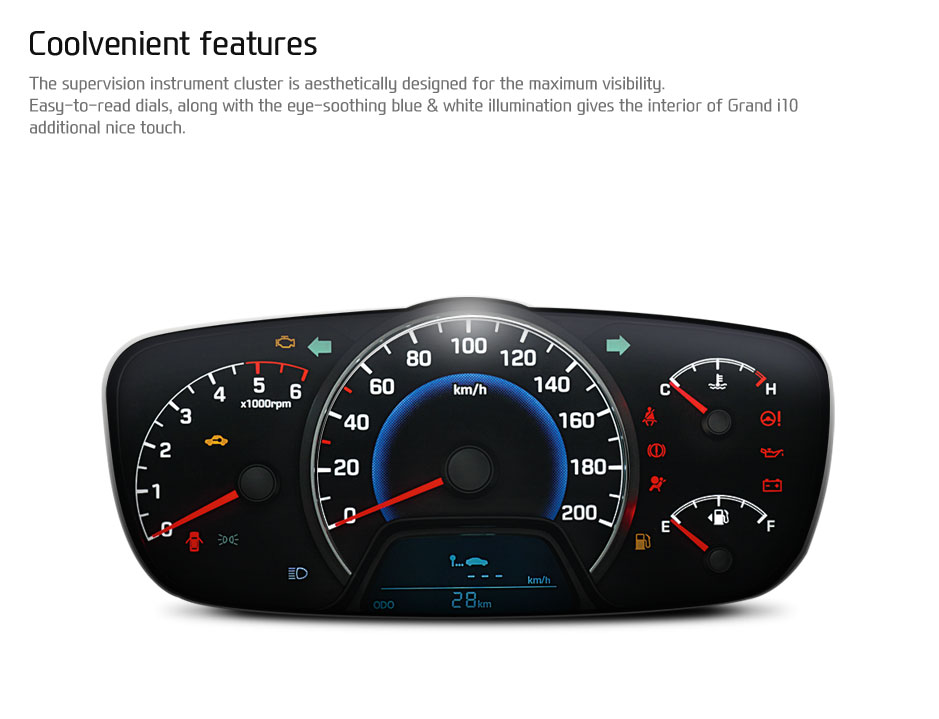 Coolvenient features
The supervision instrument cluster is aesthetically designed for the maximum visibility.
Easy-to-read dials, along with the eye-soothing blue & white illumination gives the interior of Grand i10
additional nice touch.
0
1
2
3
4
5
6
x1000rpm
0
20
40
60
80
100
120
140
160
180
200
km/h
C
H
E
F
---
km/h
ODO
28km